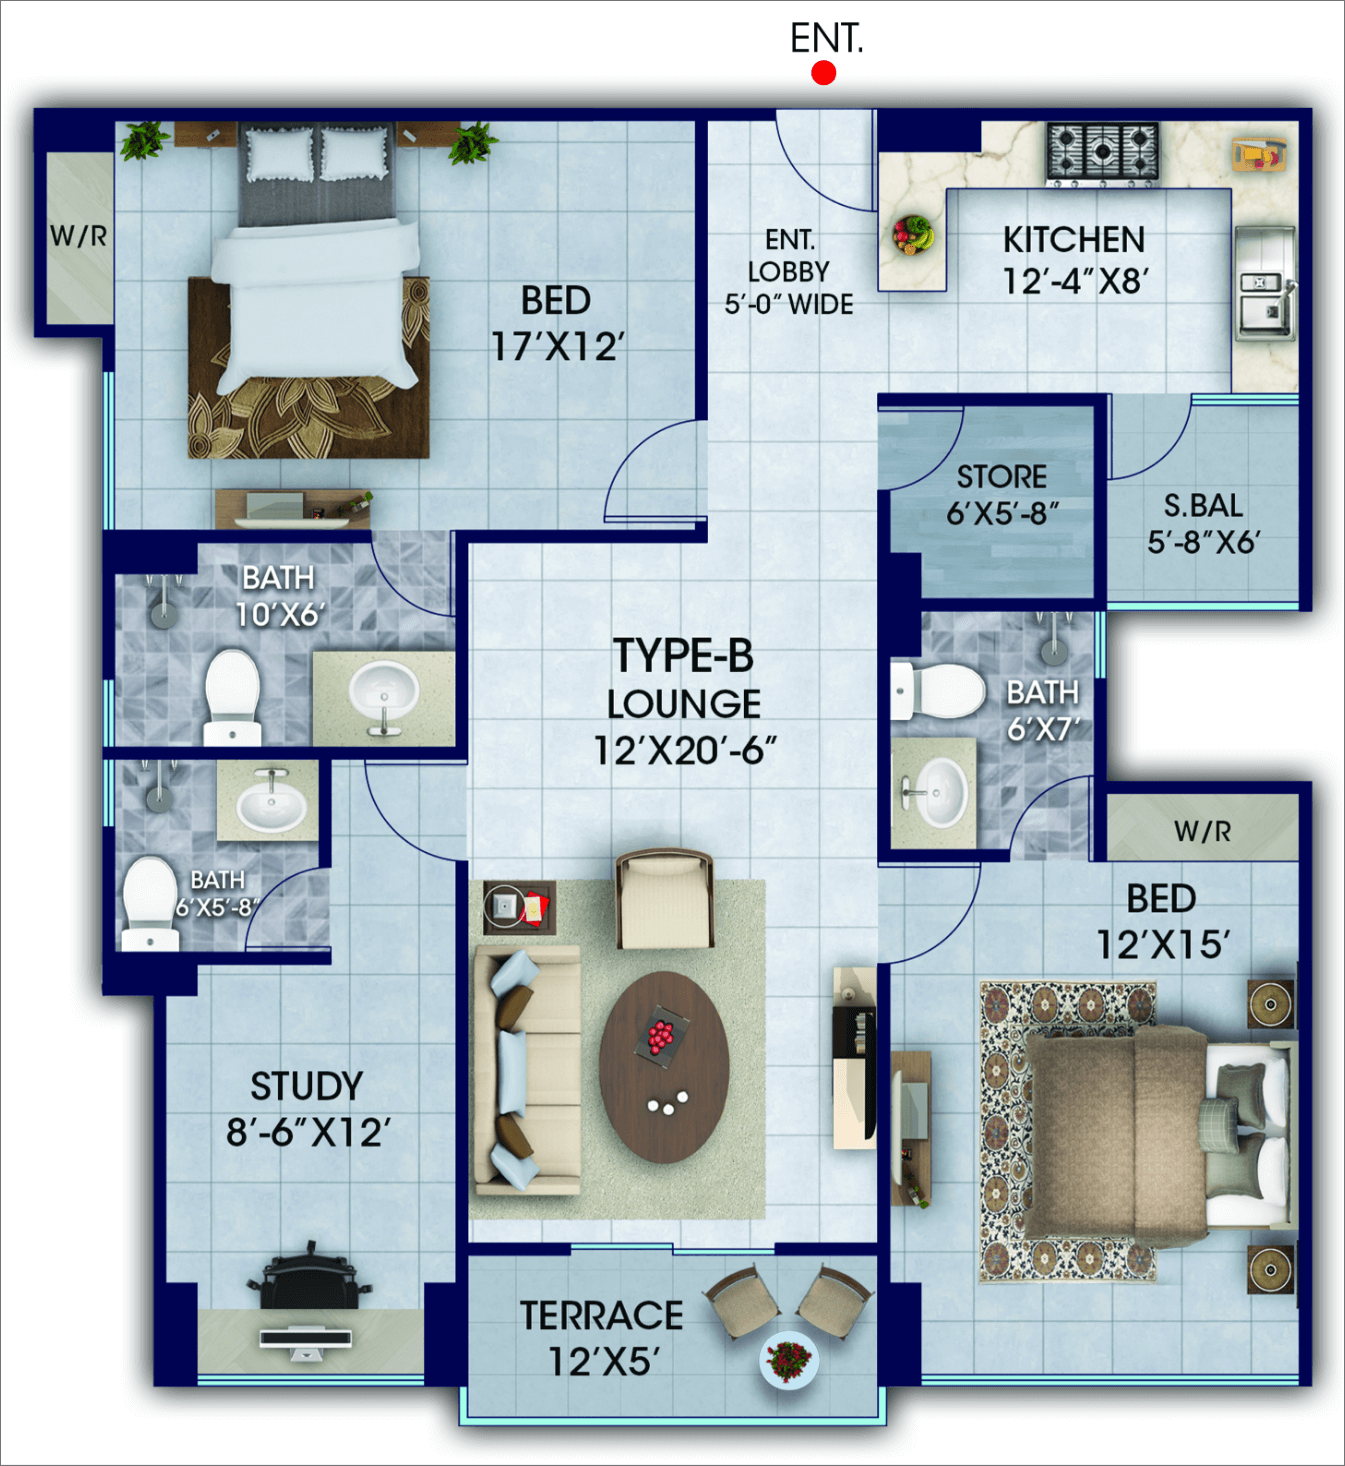 ENT.
W/R
BED
17'X12'
ENT.
LOBBY
5'-0" WIDE
KITCHEN
12'-4"X8'
STORE
6'X5'-8"
S.BAL
5'-8"X6'
BATH
10'X6'
TYPE-B
LOUNGE
12'X20'-6"
BATH
6'X7'
W/R
BATH
6'X5'-8"
BED
12'X15'
STUDY
8'-6"X12'
TERRACE
12'X5'